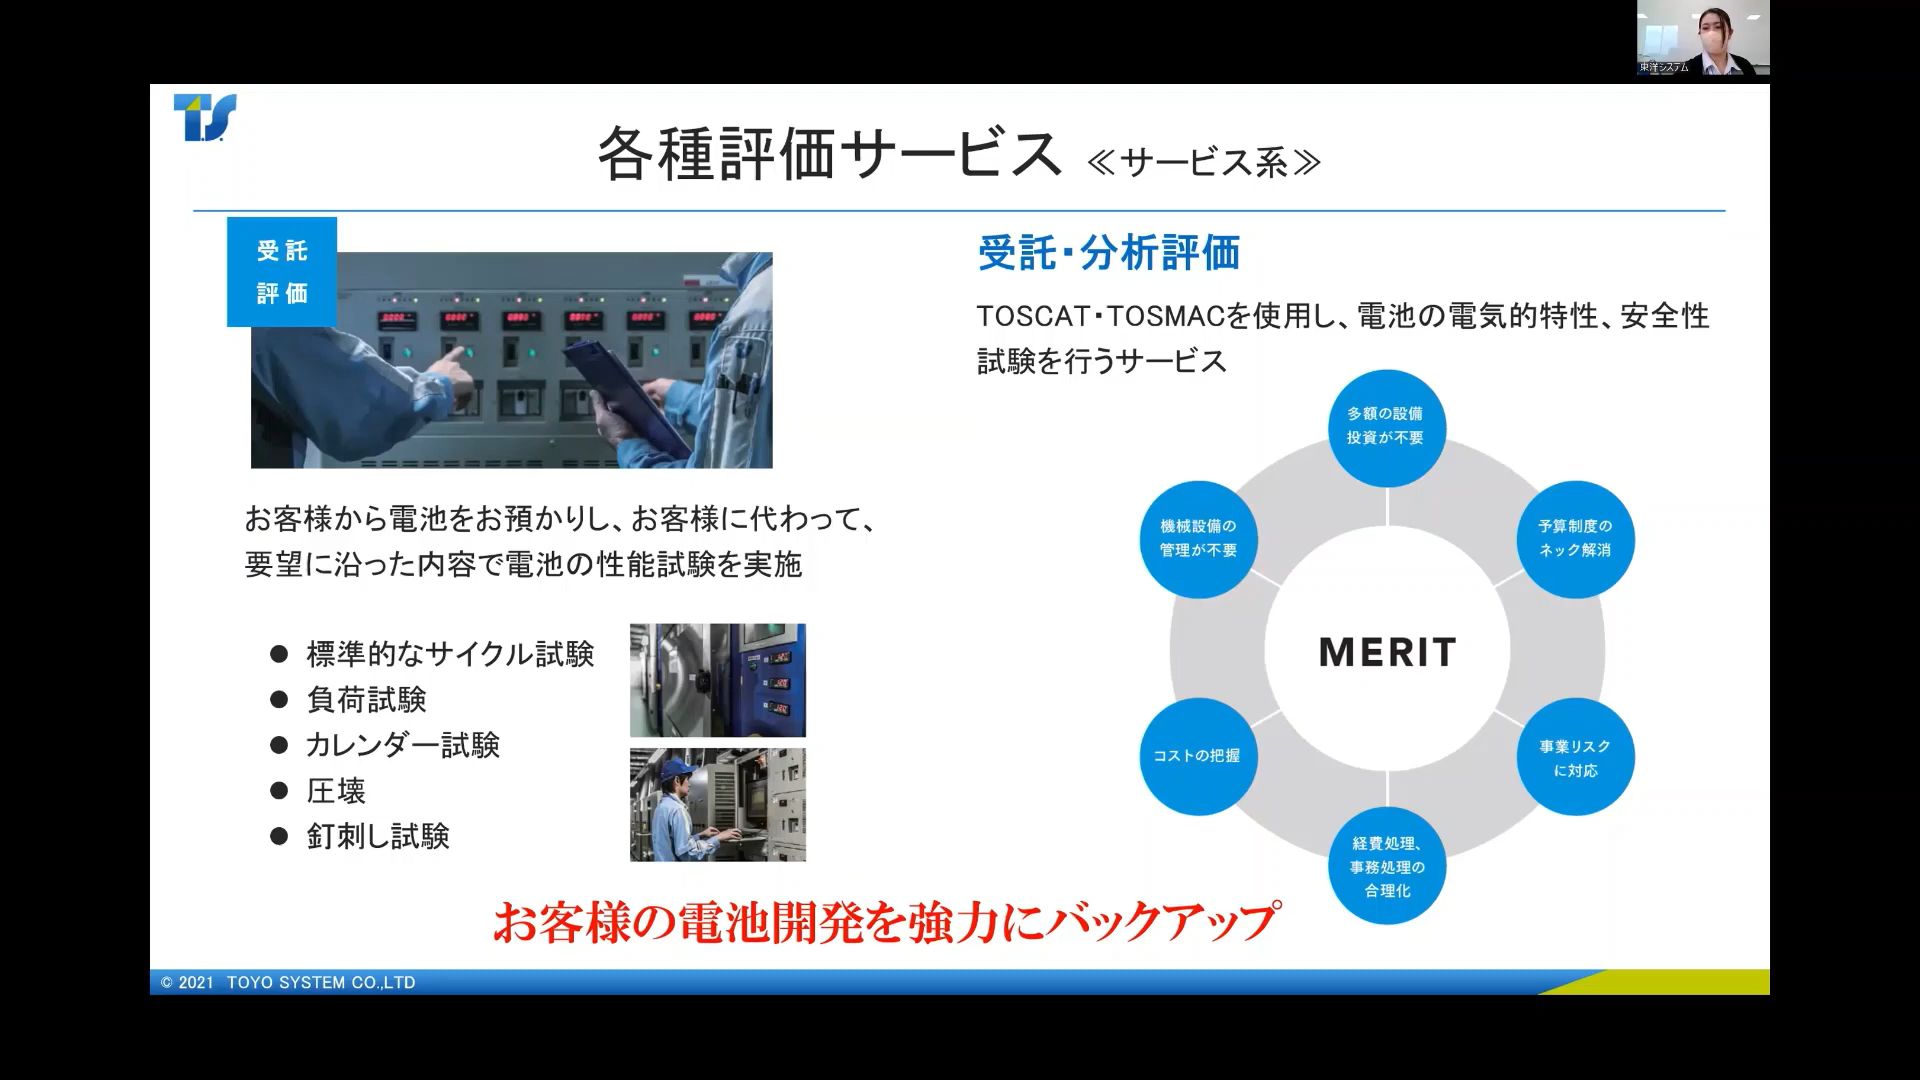 東洋システム
TS
各種評価サービス ≪サービス系≫
受託
評価
お客様から電池をお預かりし、お客様に代わって、
要望に沿った内容で電池の性能試験を実施
● 標準的なサイクル試験
● 負荷試験
● カレンダー試験
● 圧壊
● 釘刺し試験
受託・分析評価
TOSCAT・TOSMACを使用し、電池の電気的特性、安全性
試験を行うサービス
多額の設備
投資が不要
予算制度の
ネック解消
事業リスク
に対応
経費処理、
事務処理の
合理化
コストの把握
機械設備の
管理が不要
MERIT
お客様の電池開発を強力にバックアップ
© 2021 TOYO SYSTEM CO.,LTD